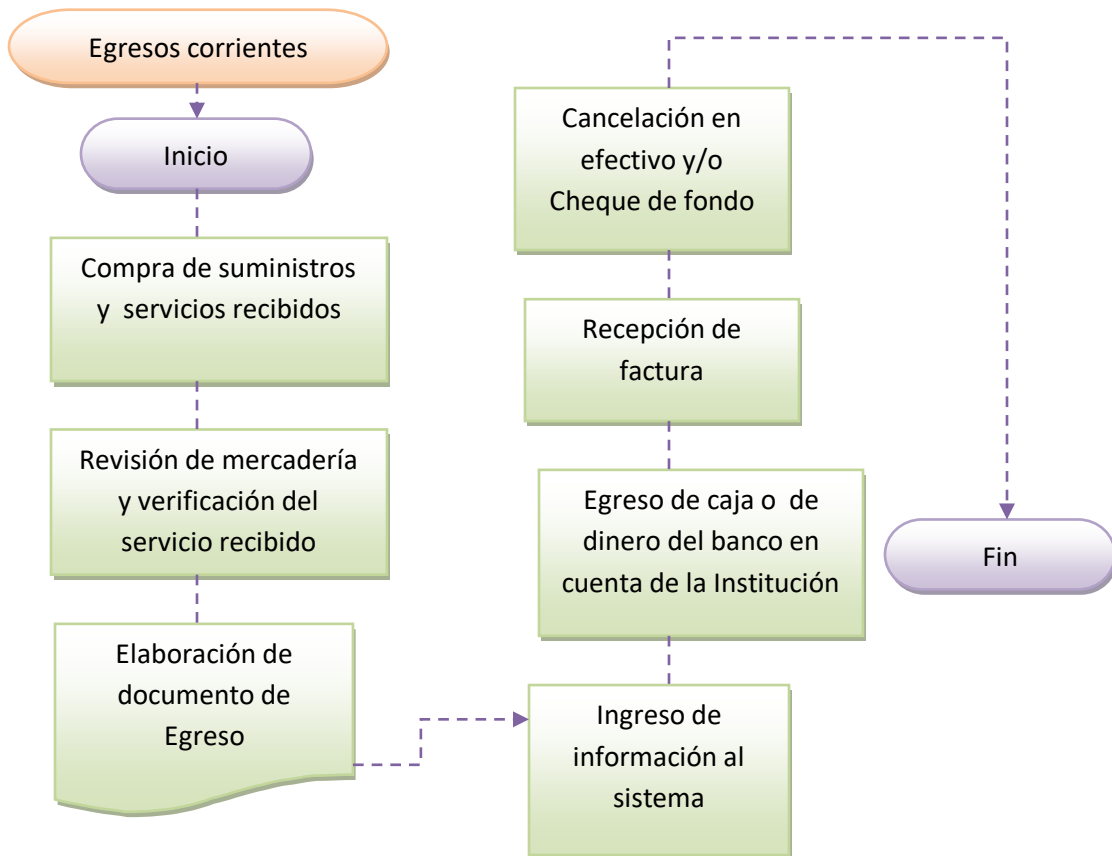 Egresos corrientes
Inicio
Compra de suministros
y servicios recibidos
Revisión de mercadería
y verificación del
servicio recibido
Elaboración de
documento de
Egreso
Ingreso de
información al
sistema
Egreso de caja o de
dinero del banco en
cuenta de la Institución
Recepción de
factura
Cancelación en
efectivo y/o
Cheque de fondo
Fin